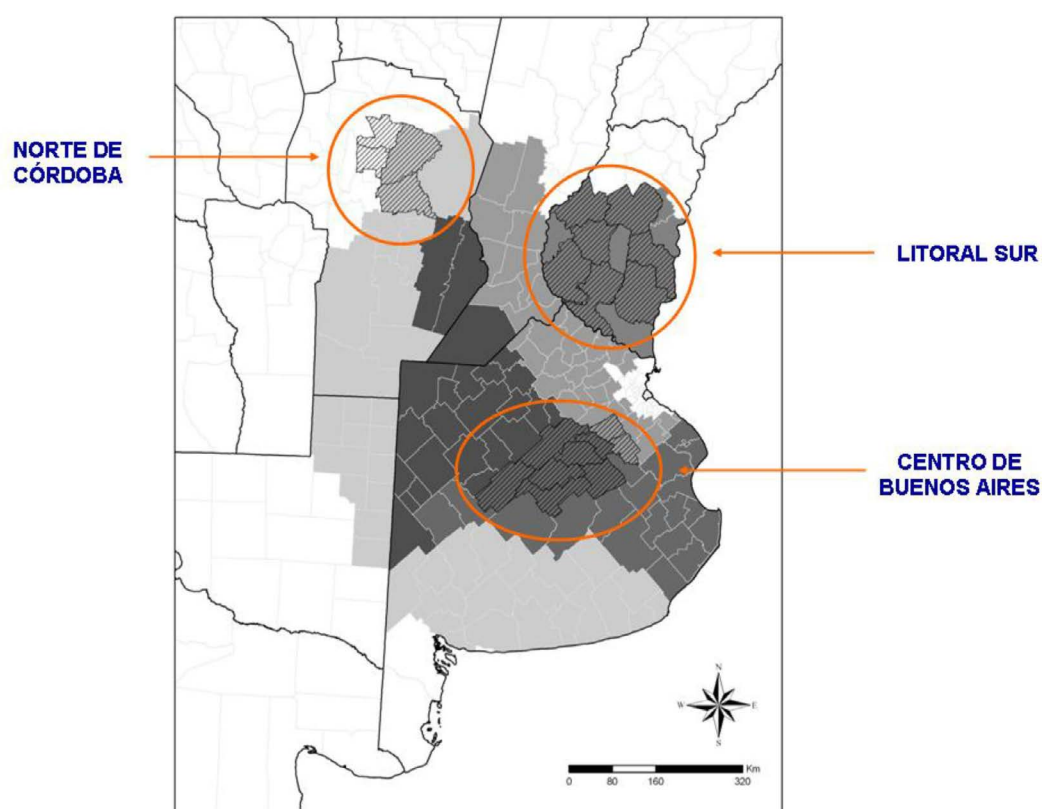 NORTE DE
CÓRDOBA
LITORAL SUR
CENTRO DE
BUENOS AIRES
N
W
E
S
Km
0 80 160 320